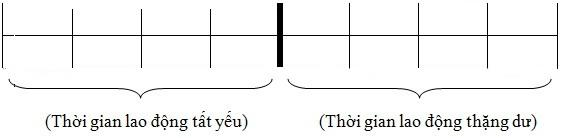 (Thời gian lao động tất yếu) (Thời gian lao động thặng dư)